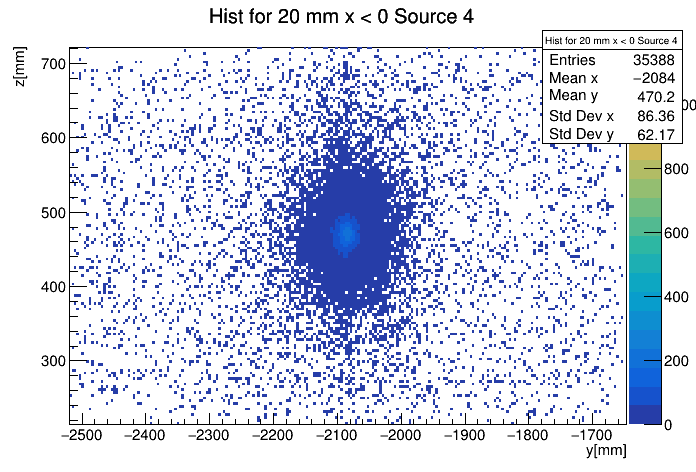 Hist for 20 mm x < 0 Source 4
z[mm]
Hist for 20 mm x < 0 Source 4
Entries 35388
Mean x −2084
Mean y 470.2
Std Dev x 86.36
Std Dev y 62.17
700
600
500
400
300
00
800
600
400
200
0
−2500 −2400 −2300 −2200 −2100 −2000 −1900 −1800 −1700
y[mm]